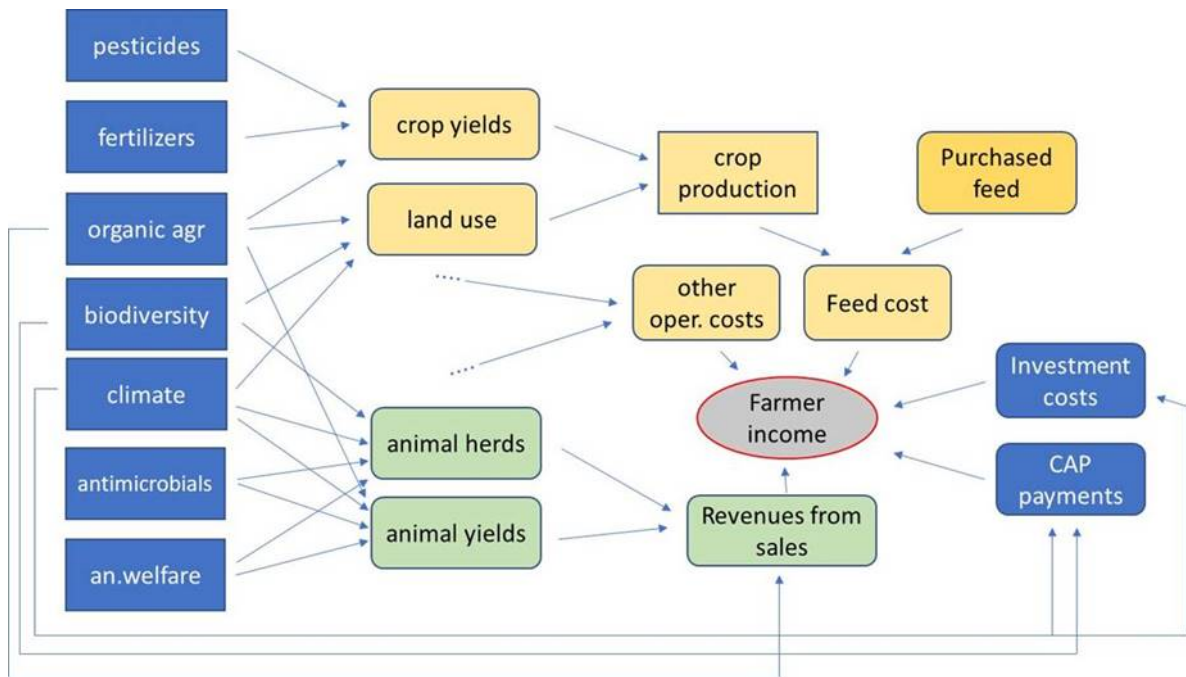 pesticides
fertilizers
organic agr
biodiversity
climate
antimicrobials
an.welfare
crop yields
land use
.....
.....
animal herds
animal yields
crop
production
Purchased
feed
other
oper. costs
Feed cost
Farmer
income
Investment
costs
CAP
payments
Revenues from
sales